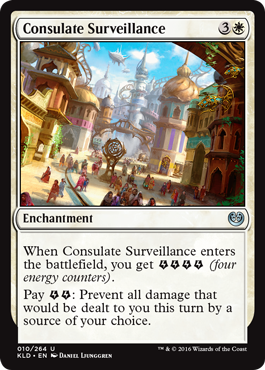 Consulate Surveillance 3
Enchantment
When Consulate Surveillance enters
the battlefield, you get (four
energy counters).
Pay : Prevent all damage that
would be dealt to you this turn by a
source of your choice.
010/264 U
KLD • EN Daniel Ljunggren
™ & © 2016 Wizards of the Coast